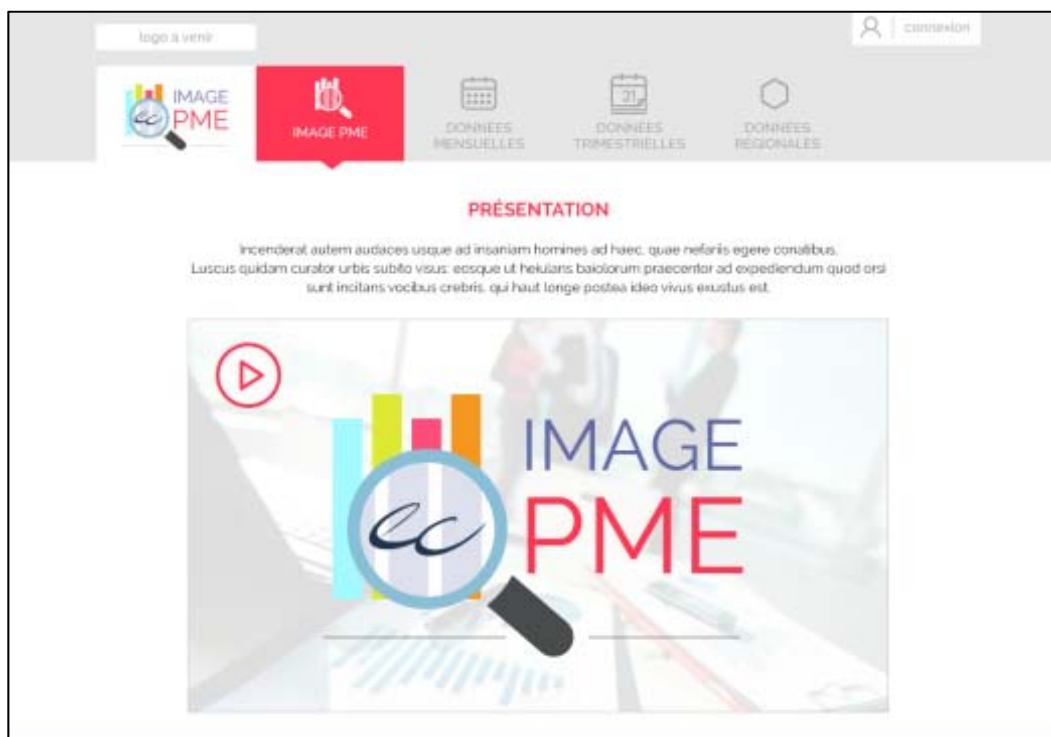 logo à venir
connexion
IMAGE
PME
IMAGE PME
DONNÉES
MENSUELLES
31
DONNÉES
TRIMESTRIELLES
DONNÉES
RÉGIONALES
PRÉSENTATION
Incenderat autem audaces usque ad insaniam homines ad haec, quae nefariis egere conatibus.
Luscus quidam curator urbis subito visus: eosque ut heiulans baiolorum praecentor ad expediendum quod orsi
sunt incitans vocibus crebris. qui haut longe postea ideo vivus exustus est.
IMAGE
ec
PME